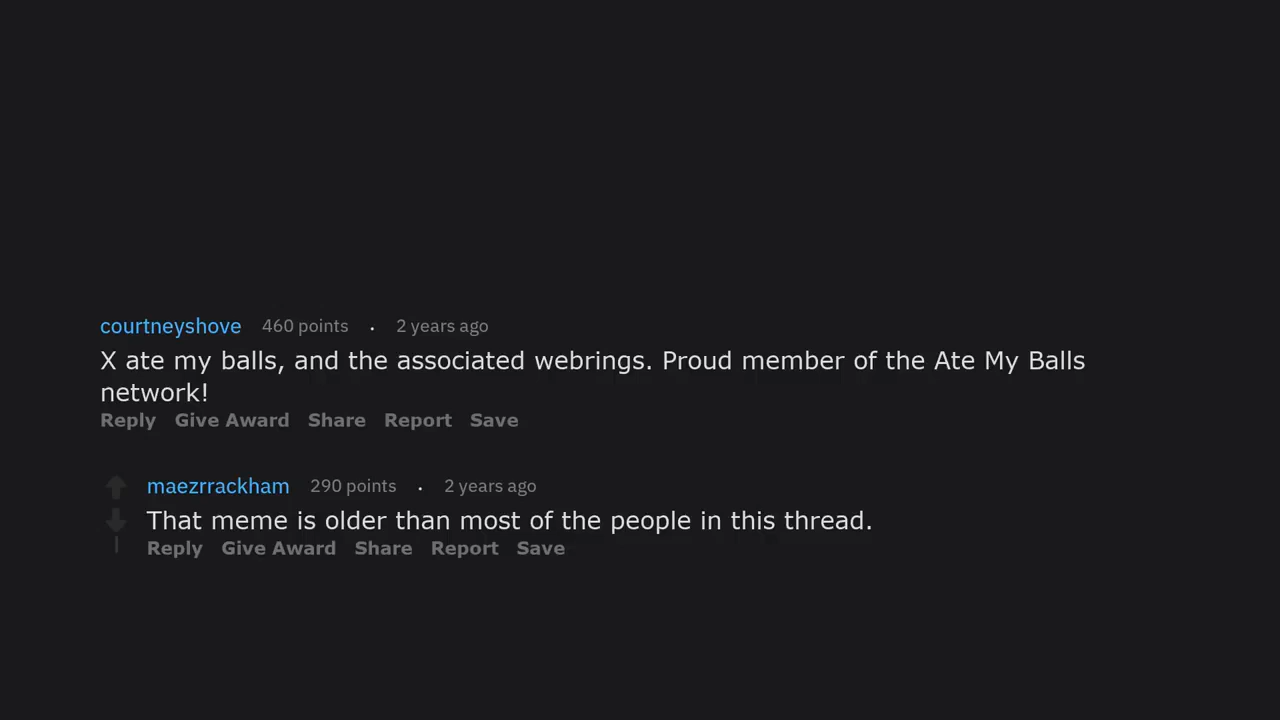 courtneyshove 460 points · 2 years ago
X ate my balls, and the associated webrings. Proud member of the Ate My Balls
network!
Reply Give Award Share Report Save
maezrrackham 290 points · 2 years ago
That meme is older than most of the people in this thread.
Reply Give Award Share Report Save